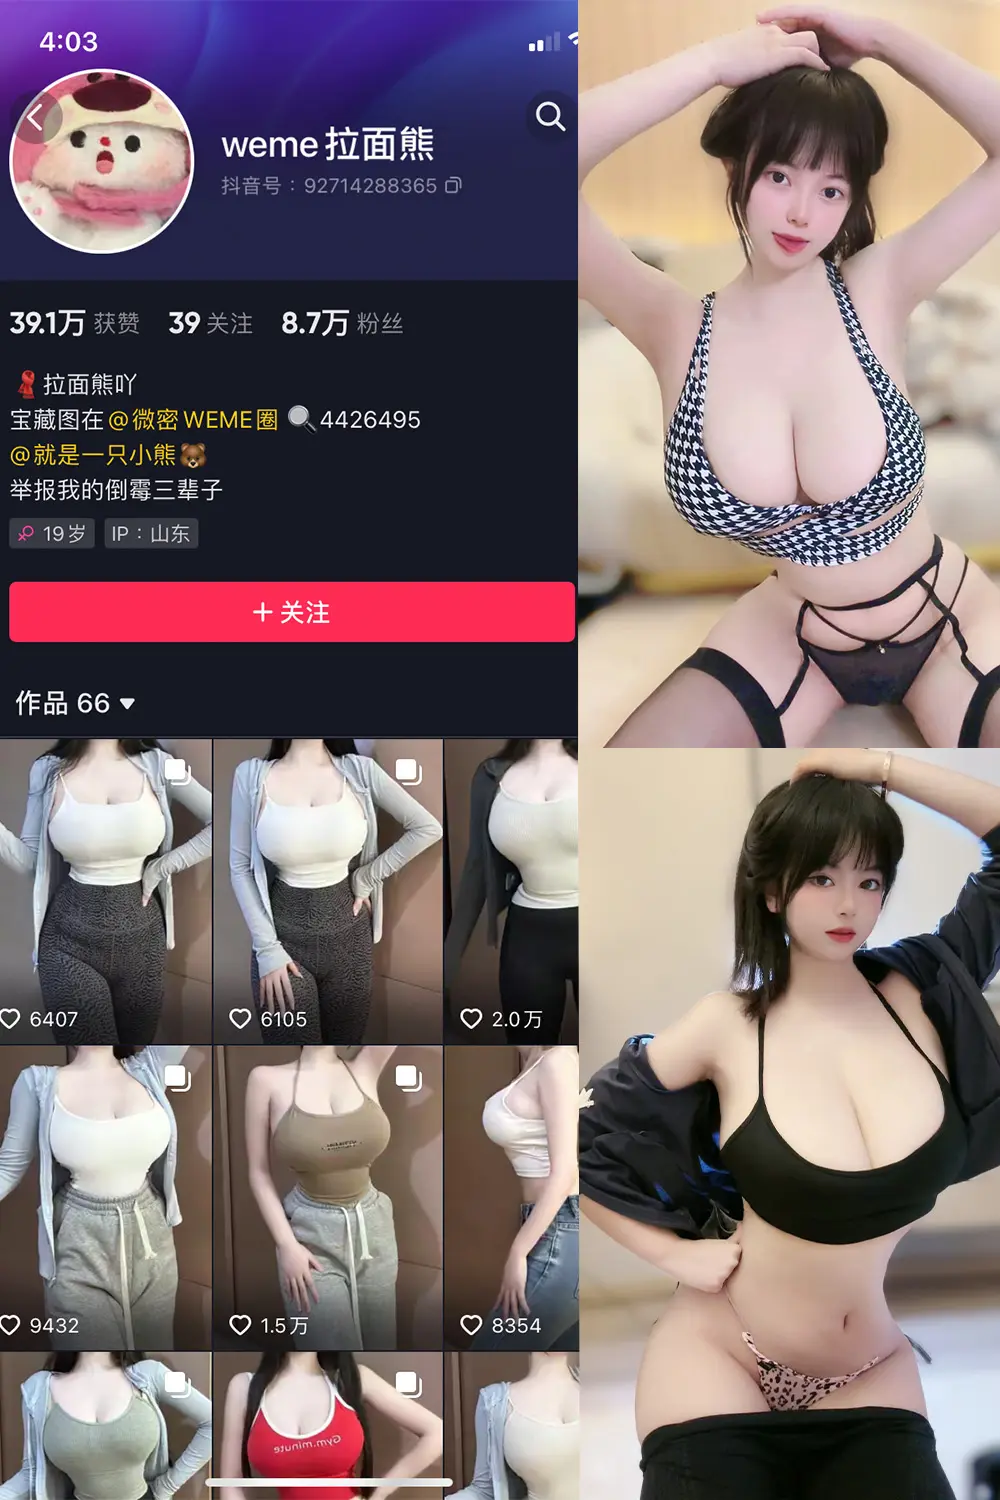 4:03
weme拉面熊
抖音号：92714288365
39.1万 获赞 39 关注 8.7万 粉丝
拉面熊吖
宝藏图在@微密WEME圈 4426495
@就是一只小熊
举报我的倒霉三辈子
19岁 IP：山东
+ 关注
作品 66
6407 6105 2.0万
9432 1.5万 8354
Gym.minute